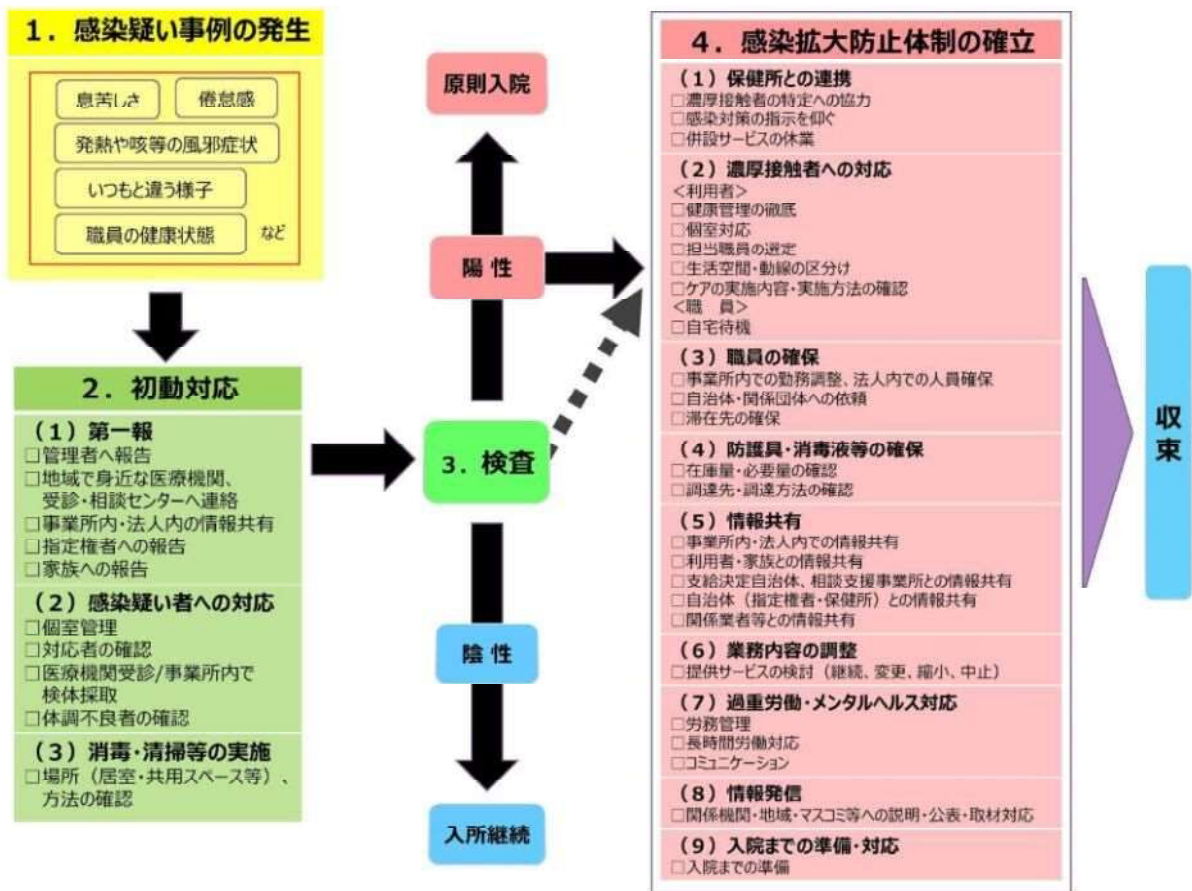 1．感染疑い事例の発生
息苦しさ
倦怠感
発熱や咳等の風邪症状
いつもと違う様子
職員の健康状態
など
2．初動対応
（1）第一報
□管理者へ報告
□地域で身近な医療機関、
受診・相談センターへ連絡
□事業所内・法人内の情報共有
□指定権者への報告
□家族への報告
（2）感染疑い者への対応
□個室管理
□対応者の確認
□医療機関受診/事業所内で
検体採取
□体調不良者の確認
（3）消毒・清掃等の実施
□場所（居室・共用スペース等）、
方法の確認
原則入院
陽性
3．検査
陰性
入所継続
4．感染拡大防止体制の確立
（1）保健所との連携
□濃厚接触者の特定への協力
□感染対策の指示を仰ぐ
□併設サービスの休業
（2）濃厚接触者への対応
＜利用者＞
□健康管理の徹底
□個室対応
□担当職員の選定
□生活空間・動線の区分け
□ケアの実施内容・実施方法の確認
＜職　員＞
□自宅待機
（3）職員の確保
□事業所内での勤務調整、法人内での人員確保
□自治体・関係団体への依頼
□滞在先の確保
（4）防護具・消毒液等の確保
□在庫量・必要量の確認
□調達先・調達方法の確認
（5）情報共有
□事業所内・法人内での情報共有
□利用者・家族との情報共有
□支給決定自治体、相談支援事業所との情報共有
□自治体（指定権者・保健所）との情報共有
□関係業者等との情報共有
（6）業務内容の調整
□提供サービスの検討（継続、変更、縮小、中止）
（7）過重労働・メンタルヘルス対応
□労務管理
□長時間労働対応
□コミュニケーション
（8）情報発信
□関係機関・地域・マスコミ等への説明・公表・取材対応
（9）入院までの準備・対応
□入院までの準備
収束